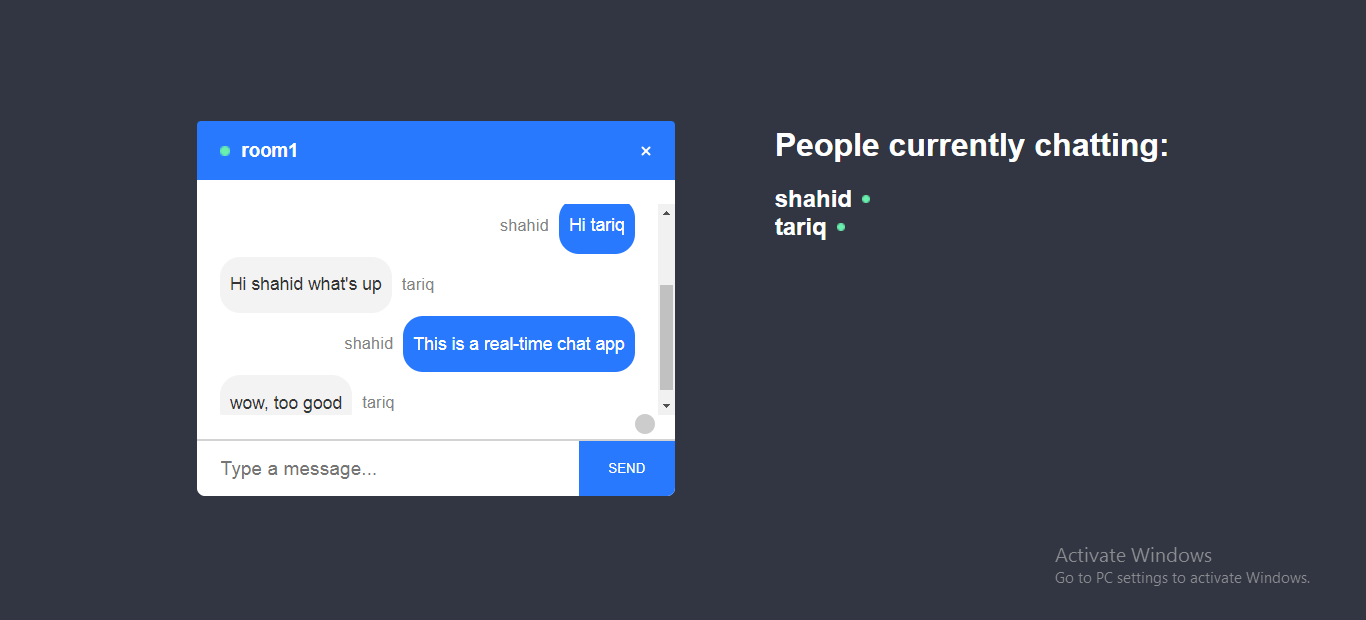 room1 ×
shahid Hi tariq
Hi shahid what's up tariq
shahid This is a real-time chat app
wow, too good tariq
Type a message...
SEND
People currently chatting:
shahid
tariq
Activate Windows
Go to PC settings to activate Windows.